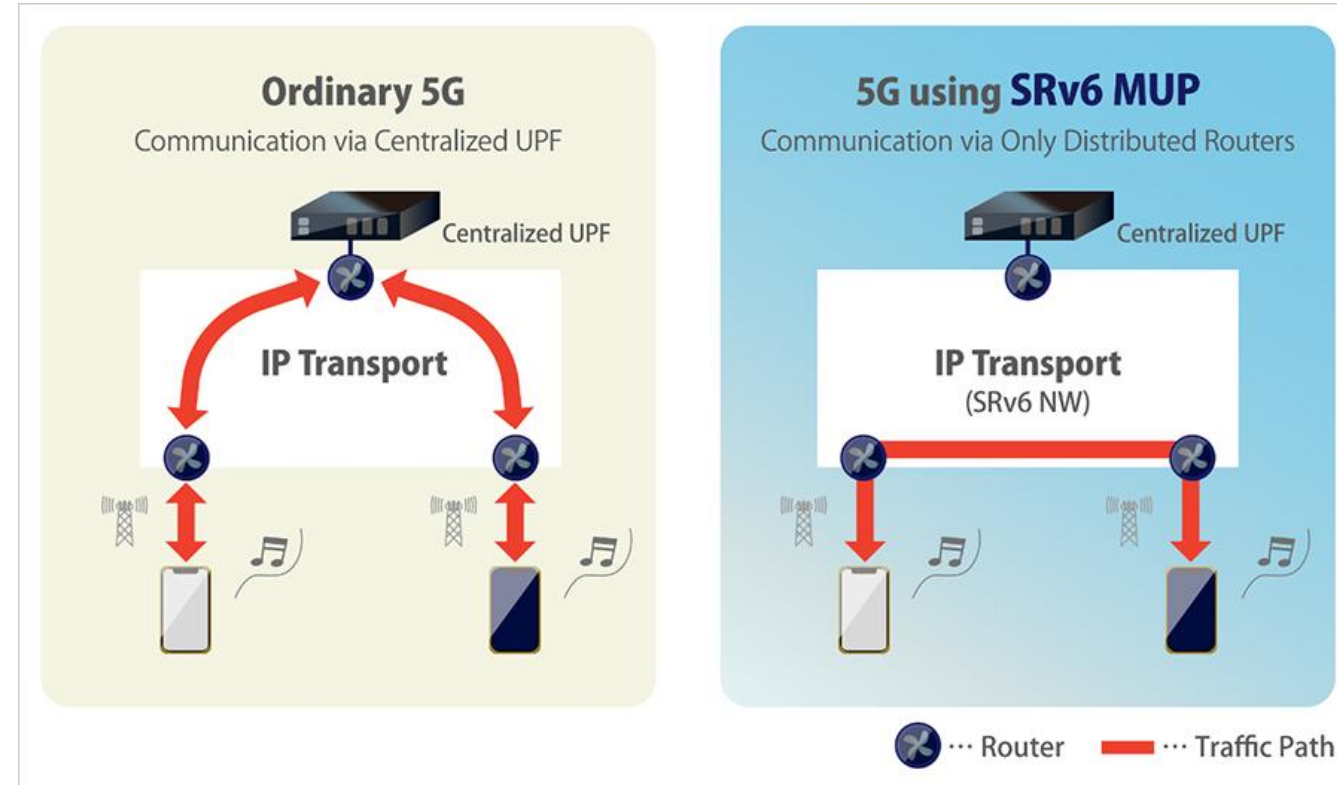 Ordinary 5G
Communication via Centralized UPF
Centralized UPF
IP Transport
5G using SRv6 MUP
Communication via Only Distributed Routers
Centralized UPF
IP Transport
(SRv6 NW)
··· Router
··· Traffic Path